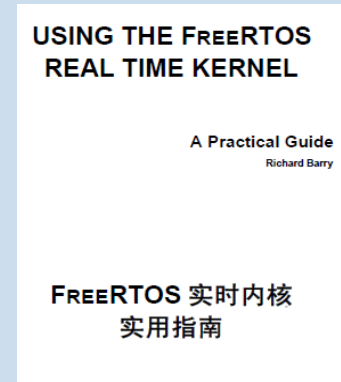 USING THE FREERTOS
REAL TIME KERNEL
A Practical Guide
Richard Barry
FREERTOS 实时内核
实用指南